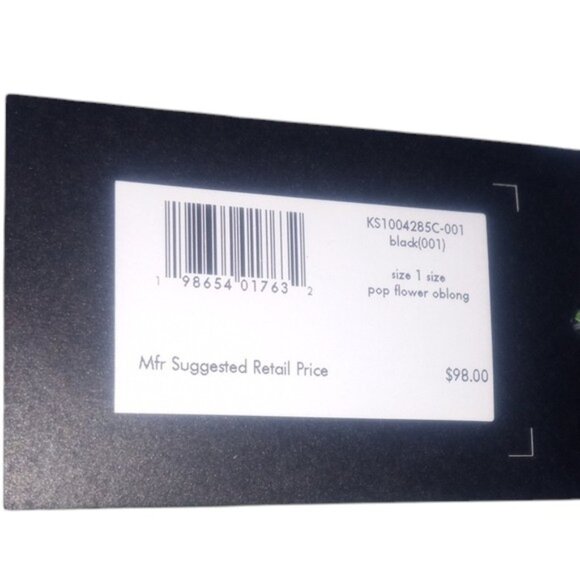 KS1004285C-001
black(001)
size 1 size
pop flower oblong
1 98654 01763 2
Mfr Suggested Retail Price $98.00